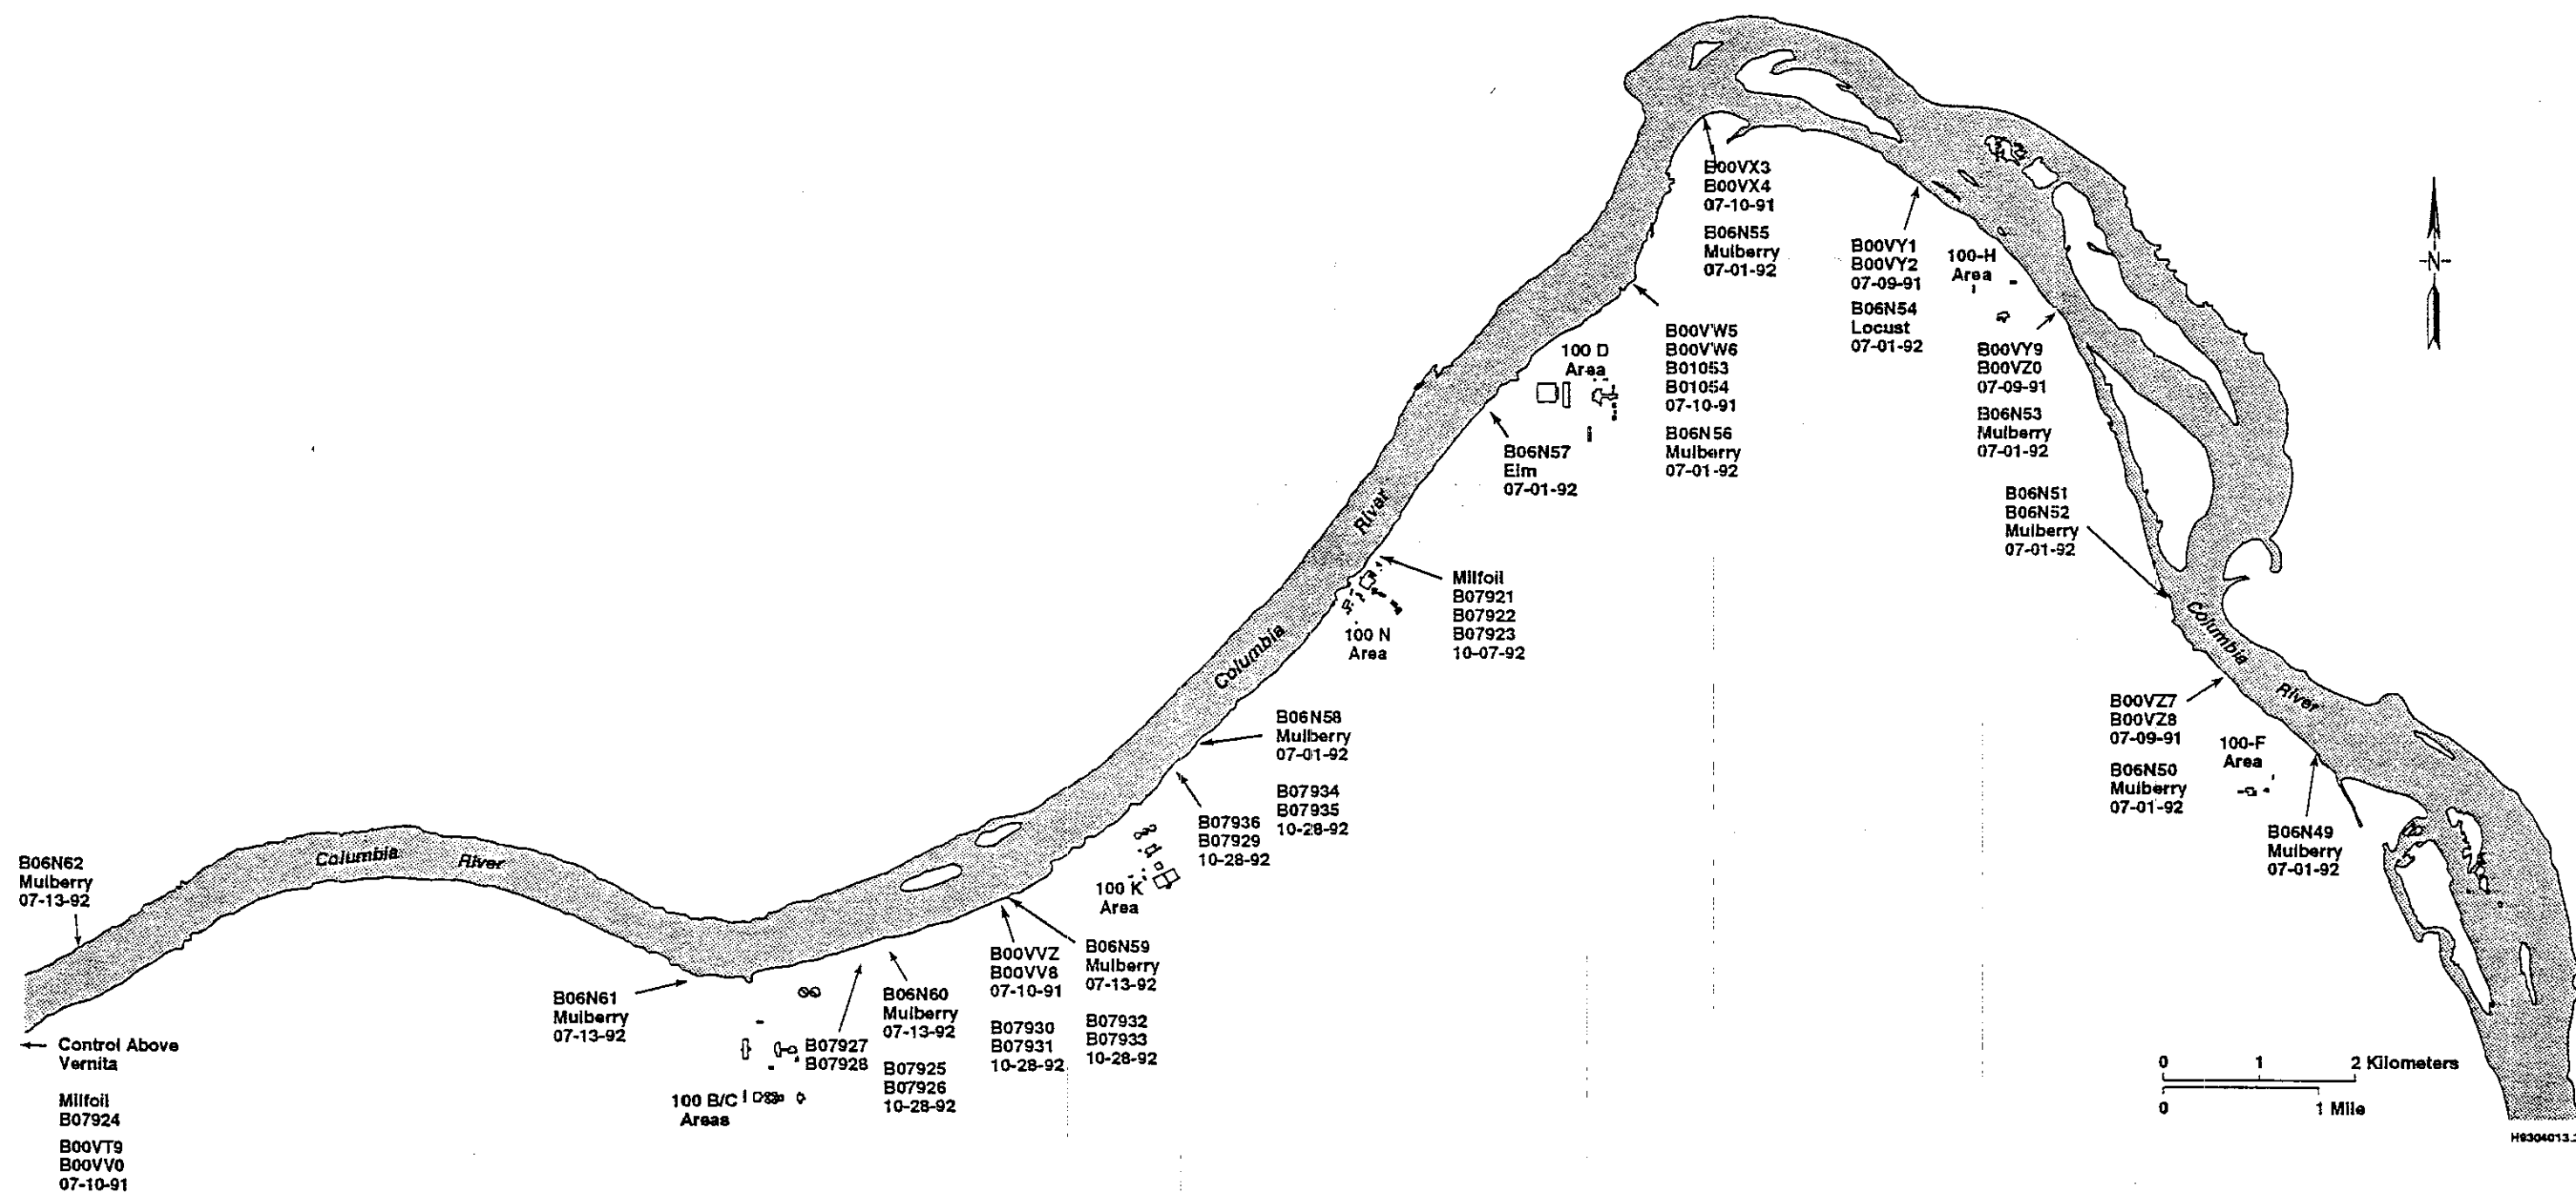 B00VX3
B00VX4
07-10-91
B06N55
Mulberry
07-01-92
B00VY1
B00VY2
07-09-91
B06N54
Locust
07-01-92
100-H
Area
-N-
B00VW5
B00VW6
B01053
B01054
07-10-91
B06N56
Mulberry
07-01-92
100 D
Area
B00VY9
B00VZ0
07-09-91
B06N53
Mulberry
07-01-92
B06N57
Elm
07-01-92
B06N51
B06N52
Mulberry
07-01-92
Columbia River
Milfoil
B07921
B07922
B07923
10-07-92
100 N
Area
Columbia River
B06N58
Mulberry
07-01-92
B07934
B07935
10-28-92
B00VZ7
B00VZ8
07-09-91
B06N50
Mulberry
07-01-92
100-F
Area
B06N49
Mulberry
07-01-92
B07936
B07929
10-28-92
100 K
Area
B06N62
Mulberry
07-13-92
Columbia River
B06N61
Mulberry
07-13-92
B07927
B07928
B06N60
Mulberry
07-13-92
B07925
B07926
10-28-92
B00VVZ
B00VV8
07-10-91
B07930
B07931
10-28-92
B06N59
Mulberry
07-13-92
B07932
B07933
10-28-92
100 B/C
Areas
Control Above
Vernita
Milfoil
B07924
B00VT9
B00VV0
07-10-91
0 1 2 Kilometers
0 1 Mile